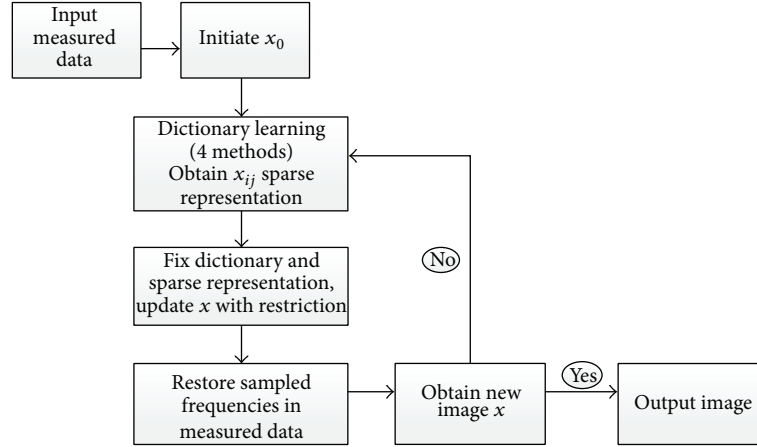 Input
measured
data
Initiate x₀
Dictionary learning
(4 methods)
Obtain xᵢⱼ sparse
representation
Fix dictionary and
sparse representation,
update x with restriction
No
Restore sampled
frequencies in
measured data
Obtain new
image x
Yes
Output image